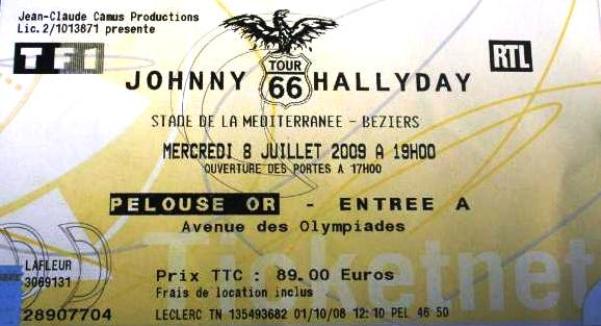 Jean-Claude Camus Productions
Lic. 2/1013871 presente
TF1
RTL
TOUR
JOHNNY 66 HALLYDAY
STADE DE LA MEDITERRANEE - BEZIERS
MERCREDI 8 JUILLET 2009 A 19H00
OUVERTURE DES PORTES A 17H00
PELOUSE OR - ENTREE A
Avenue des Olympiades
Ticketnet
LAFLEUR
3069131
Prix TTC : 89.00 Euros
Frais de location inclus
28907704
LECLERC TN 135493682 01/10/08 12:10 PEL 46 50